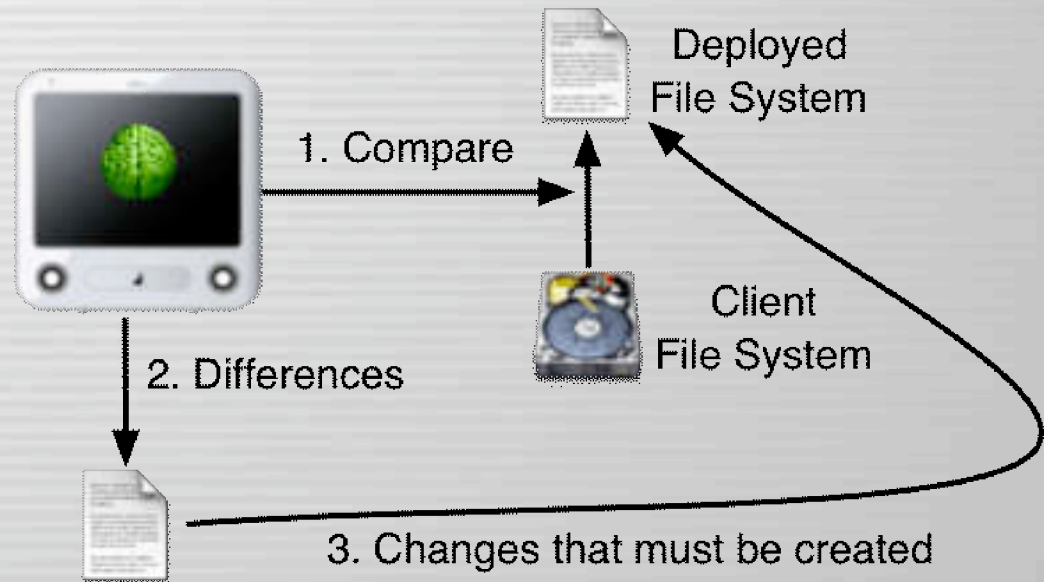 Deployed
File System
1. Compare
Client
File System
2. Differences
3. Changes that must be created